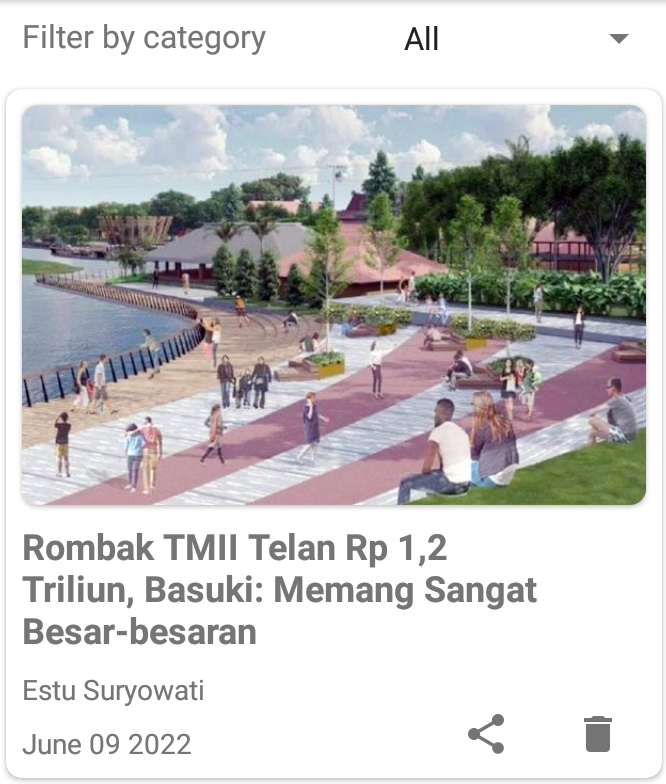 Filter by category All
Rombak TMII Telan Rp 1,2
Triliun, Basuki: Memang Sangat
Besar-besaran
Estu Suryowati
June 09 2022